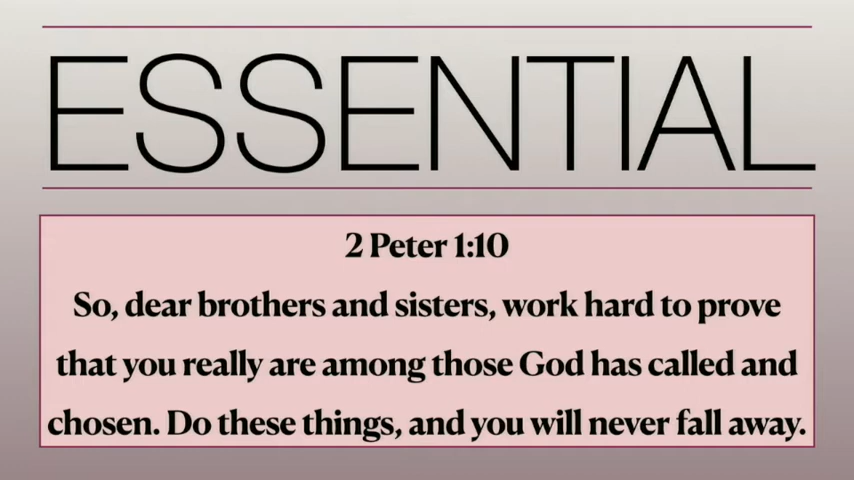 ESSENTIAL
2 Peter 1:10
So, dear brothers and sisters, work hard to prove
that you really are among those God has called and
chosen. Do these things, and you will never fall away.